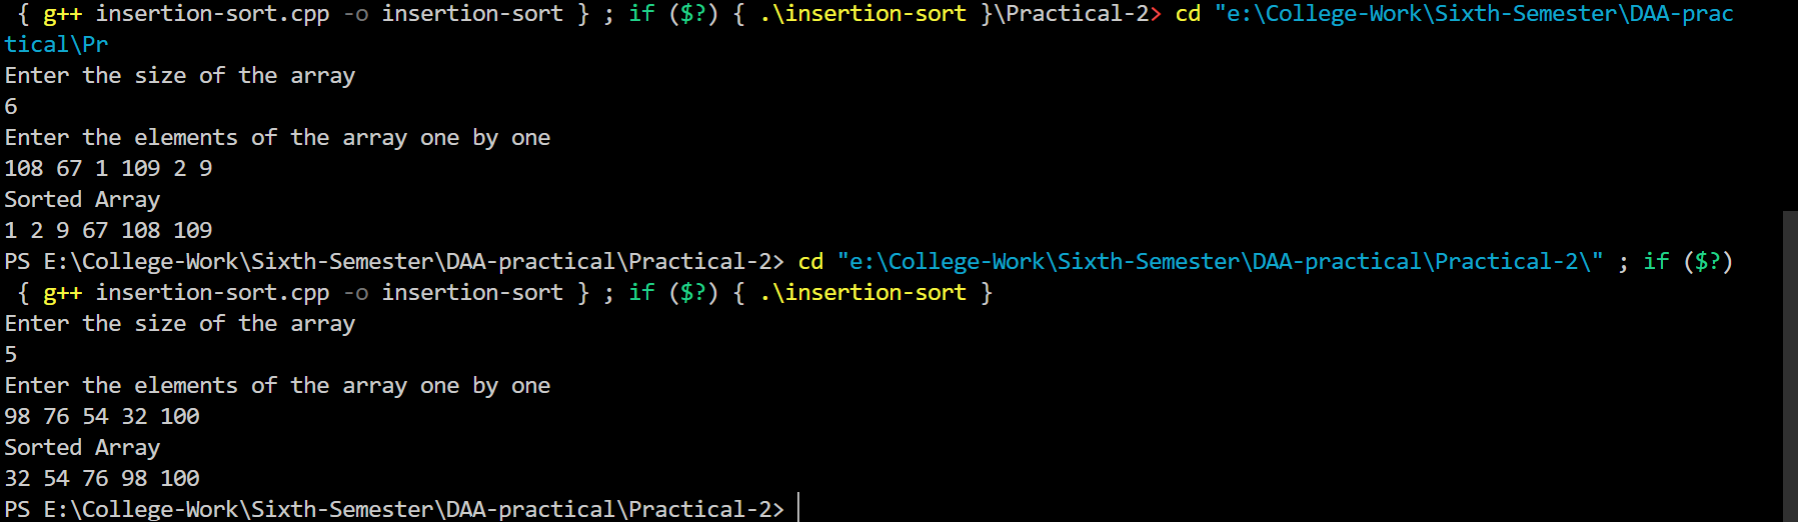 { g++ insertion-sort.cpp -o insertion-sort } ; if ($?) { .\insertion-sort }\Practical-2> cd "e:\College-Work\Sixth-Semester\DAA-prac
tical\Pr
Enter the size of the array
6
Enter the elements of the array one by one
108 67 1 109 2 9
Sorted Array
1 2 9 67 108 109
PS E:\College-Work\Sixth-Semester\DAA-practical\Practical-2> cd "e:\College-Work\Sixth-Semester\DAA-practical\Practical-2\" ; if ($?)
{ g++ insertion-sort.cpp -o insertion-sort } ; if ($?) { .\insertion-sort }
Enter the size of the array
5
Enter the elements of the array one by one
98 76 54 32 100
Sorted Array
32 54 76 98 100
PS E:\College-Work\Sixth-Semester\DAA-practical\Practical-2>